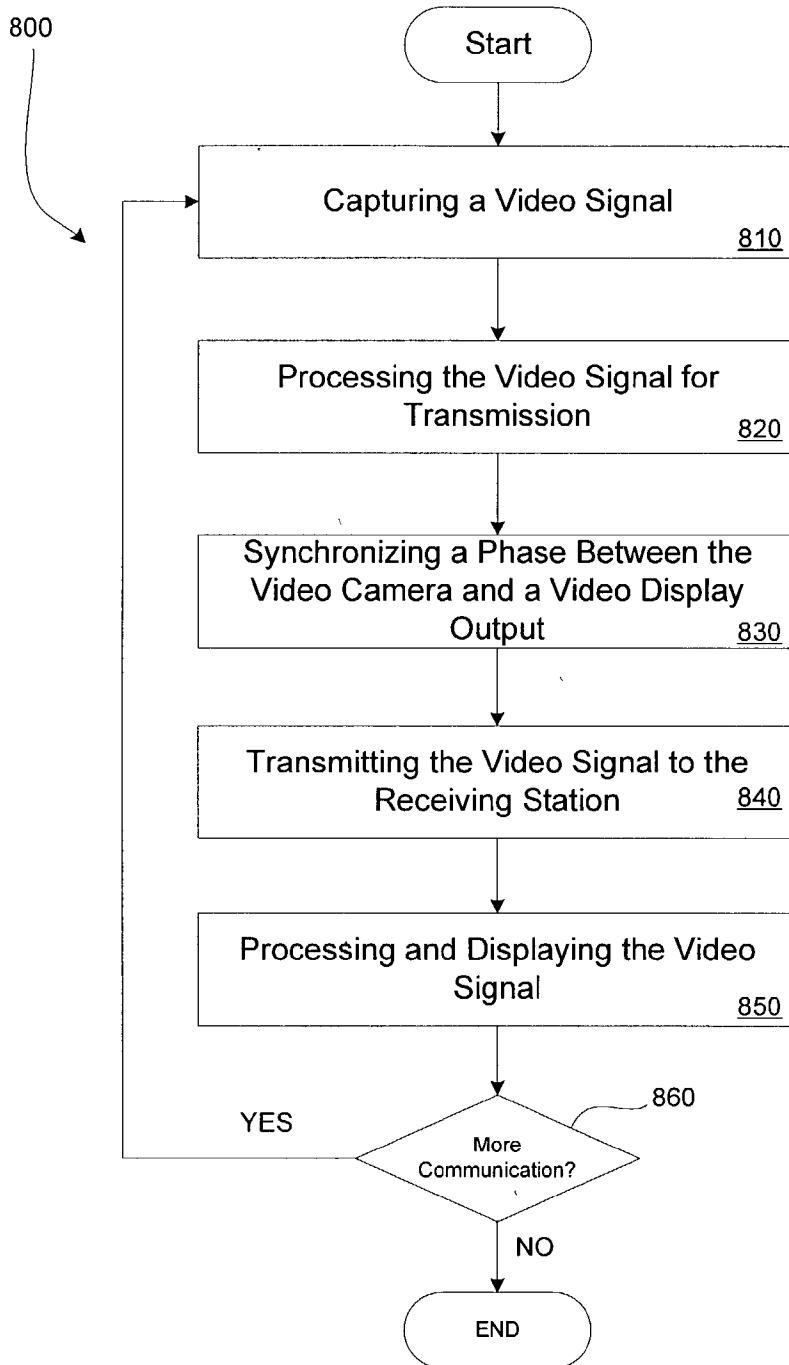 800
Start
Capturing a Video Signal
810
Processing the Video Signal for
Transmission
820
Synchronizing a Phase Between the
Video Camera and a Video Display
Output
830
Transmitting the Video Signal to the
Receiving Station
840
Processing and Displaying the Video
Signal
850
860
YES
More
Communication?
NO
END